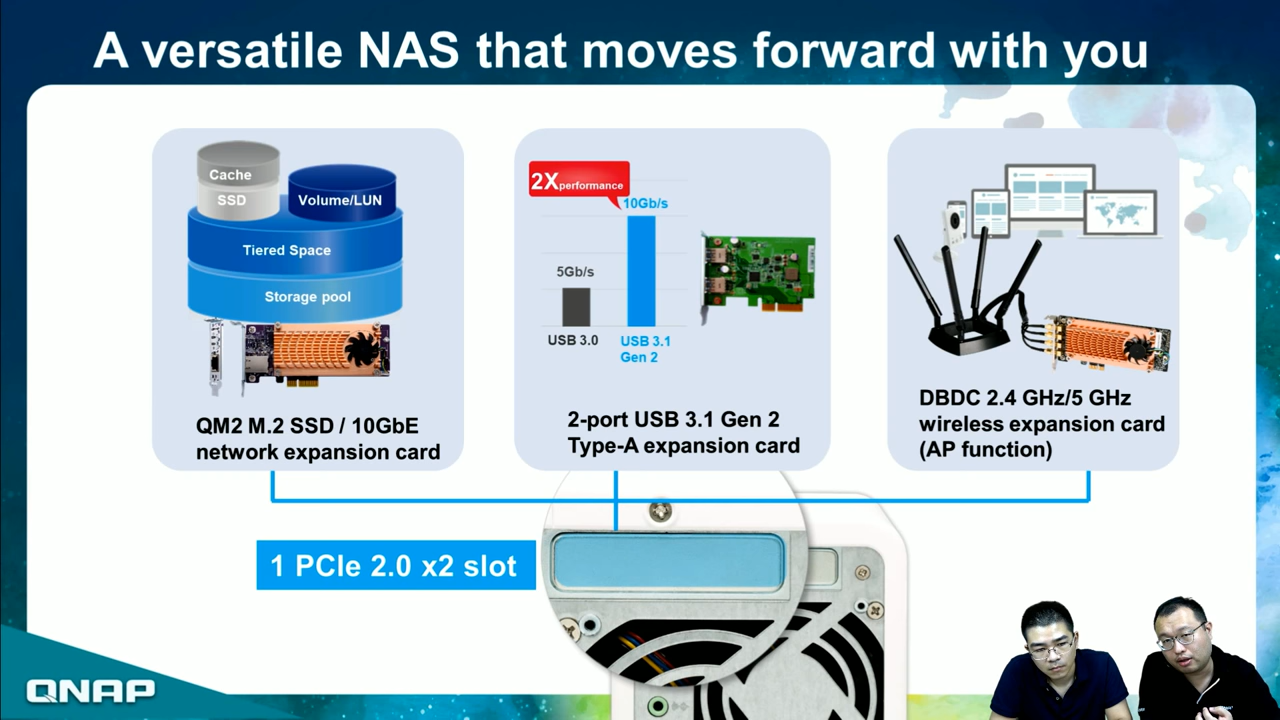 A versatile NAS that moves forward with you
Cache
SSD
Volume/LUN
Tiered Space
Storage pool
QM2 M.2 SSD / 10GbE
network expansion card
2X performance
10Gb/s
5Gb/s
USB 3.0
USB 3.1
Gen 2
2-port USB 3.1 Gen 2
Type-A expansion card
DBDC 2.4 GHz/5 GHz
wireless expansion card
(AP function)
1 PCIe 2.0 x2 slot
QNAP